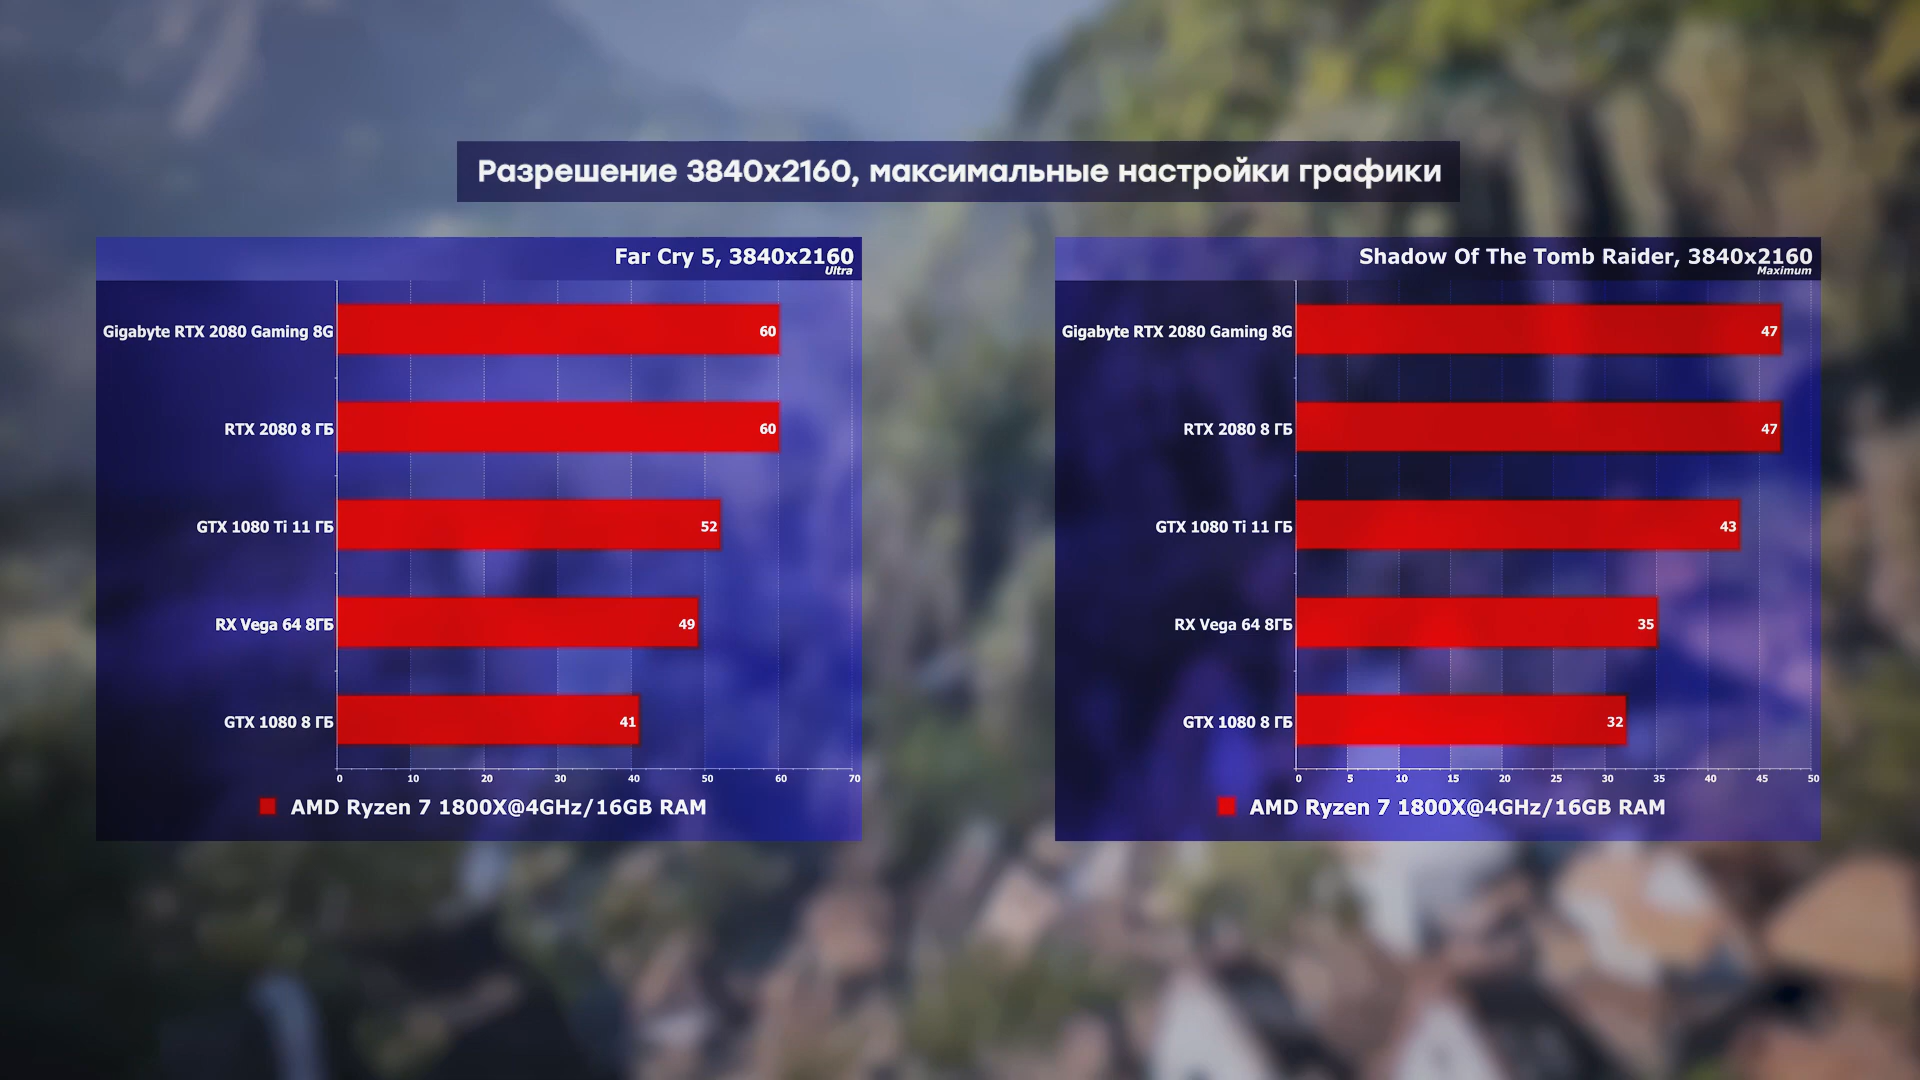 Разрешение 3840x2160, максимальные настройки графики
Far Cry 5, 3840x2160
Ultra
Gigabyte RTX 2080 Gaming 8G
60
RTX 2080 8 ГБ
60
GTX 1080 Ti 11 ГБ
52
RX Vega 64 8ГБ
49
GTX 1080 8 ГБ
41
0 10 20 30 40 50 60 70
AMD Ryzen 7 1800X@4GHz/16GB RAM
Shadow Of The Tomb Raider, 3840x2160
Maximum
Gigabyte RTX 2080 Gaming 8G
47
RTX 2080 8 ГБ
47
GTX 1080 Ti 11 ГБ
43
RX Vega 64 8ГБ
35
GTX 1080 8 ГБ
32
0 5 10 15 20 25 30 35 40 45 50
AMD Ryzen 7 1800X@4GHz/16GB RAM